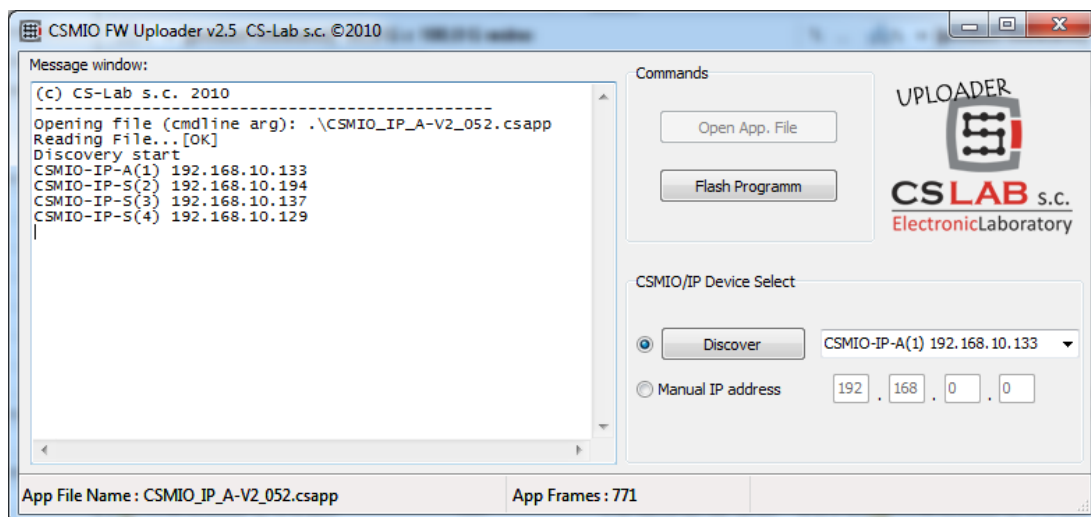 CSMIO FW Uploader v2.5 CS-Lab s.c. ©2010
Message window:
(c) CS-Lab s.c. 2010
------------------------------------------------
Opening file (cmdline arg): .\CSMIO_IP_A-V2_052.csapp
Reading File...[OK]
Discovery start
CSMIO-IP-A(1) 192.168.10.133
CSMIO-IP-S(2) 192.168.10.194
CSMIO-IP-S(3) 192.168.10.137
CSMIO-IP-S(4) 192.168.10.129
Commands
Open App. File
Flash Programm
UPLOADER
CSLAB s.c.
ElectronicLaboratory
CSMIO/IP Device Select
Discover
CSMIO-IP-A(1) 192.168.10.133
Manual IP address
192 . 168 . 0 . 0
App File Name : CSMIO_IP_A-V2_052.csapp
App Frames : 771